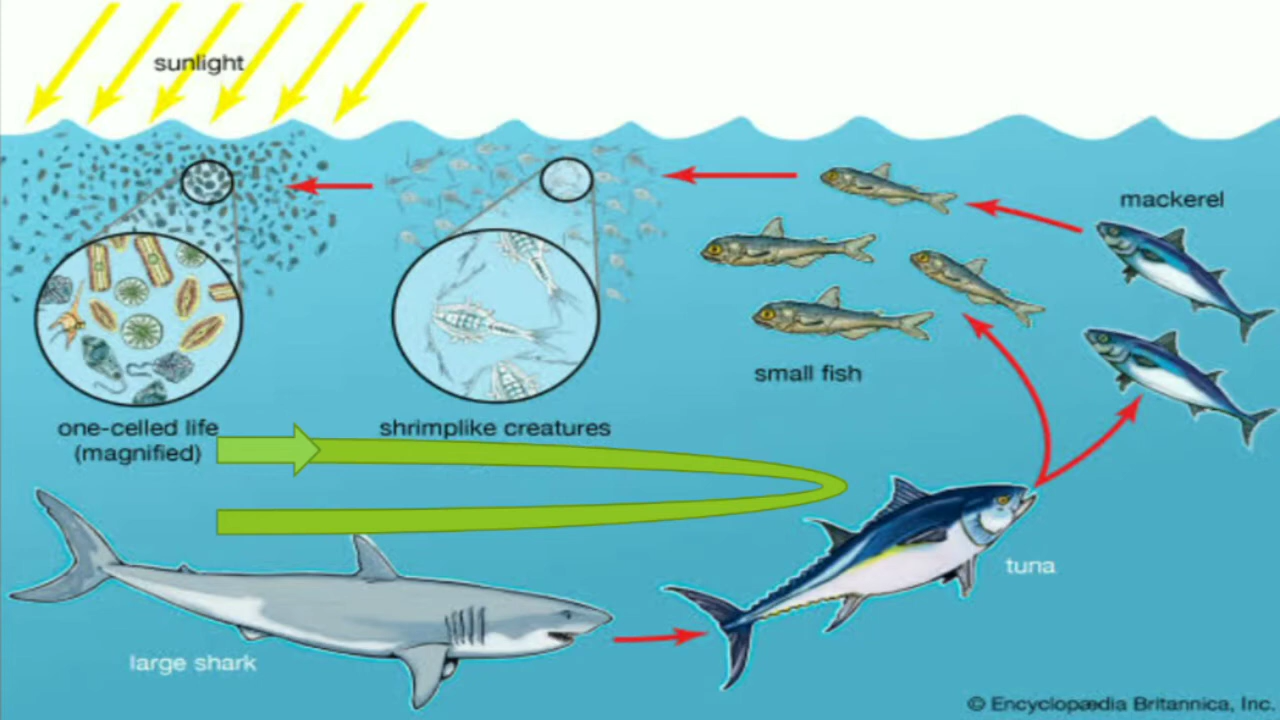 sunlight
mackerel
small fish
one-celled life
(magnified)
shrimplike creatures
tuna
large shark
© Encyclopædia Britannica, Inc.